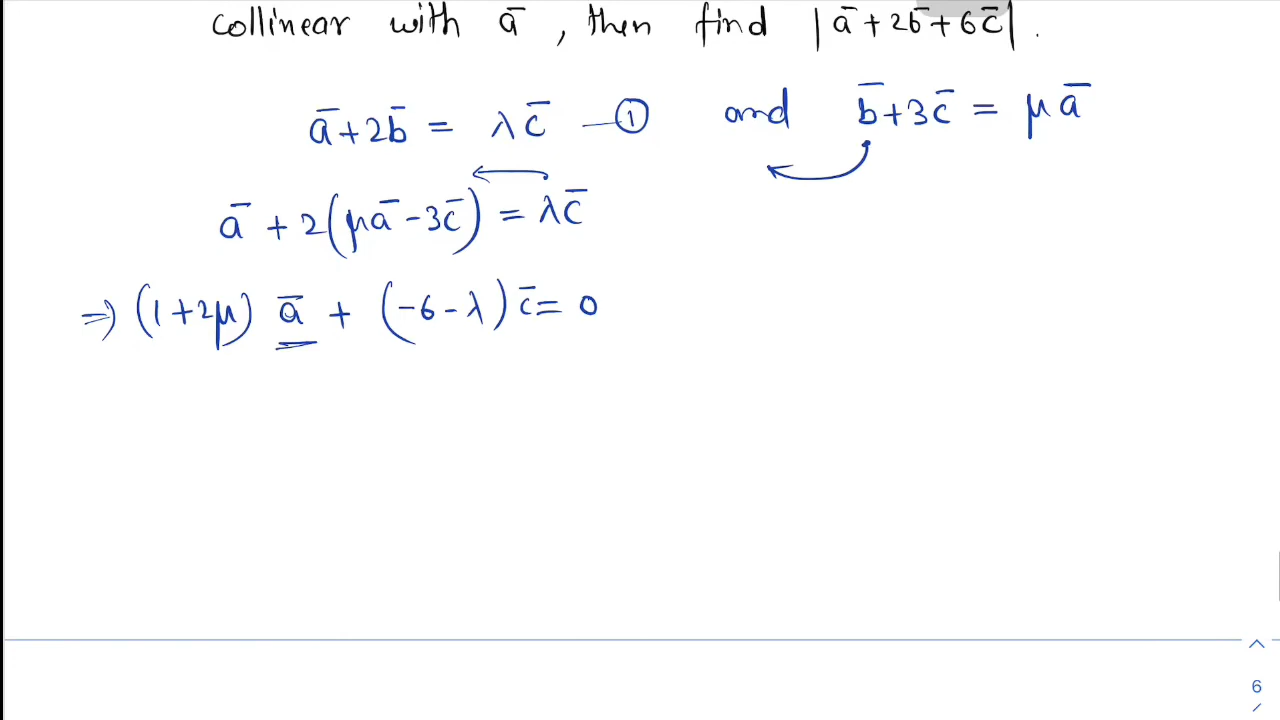 collinear with ā , then find |ā + 2b̄ + 6c̄| .
ā + 2b̄ = λc̄ — ① and b̄ + 3c̄ = μā
ā + 2(μā - 3c̄) = λc̄
⇒ (1+2μ) ā + (-6-λ) c̄ = 0
6